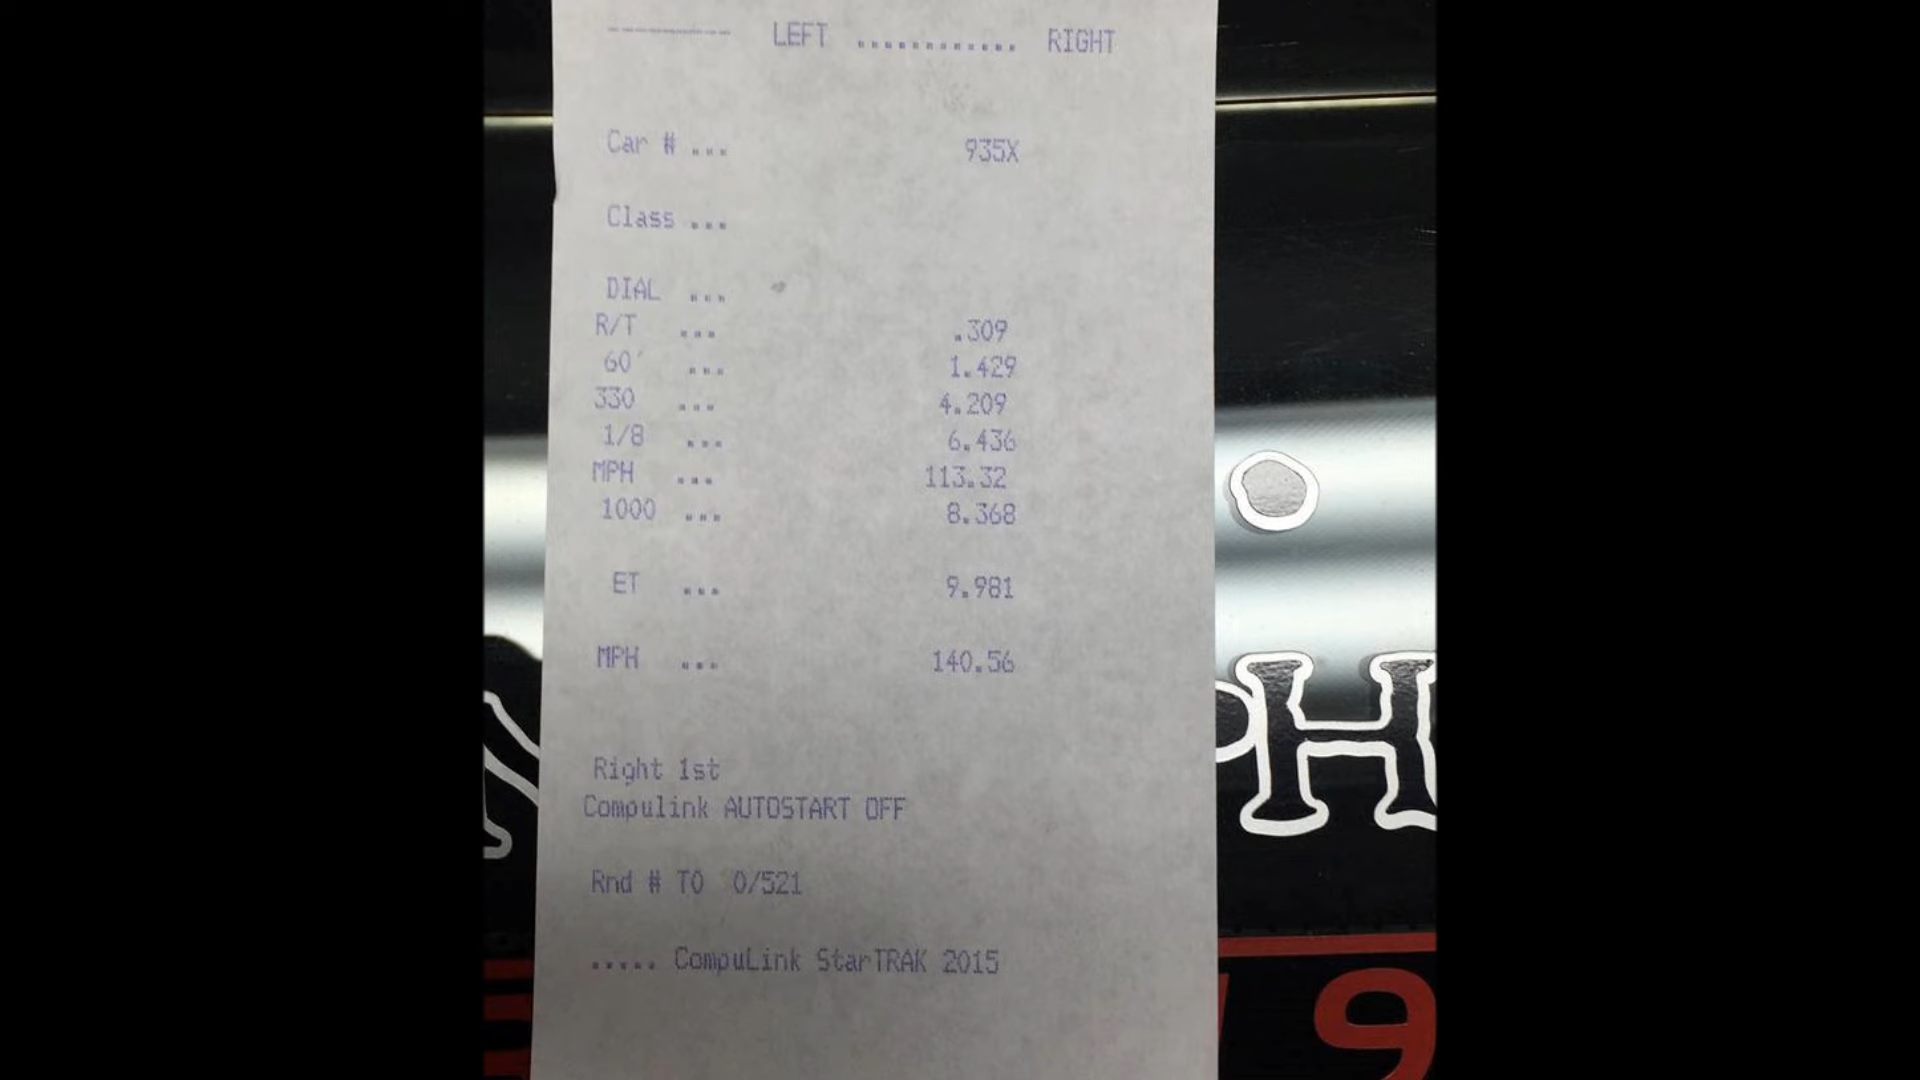 ---------- LEFT ............ RIGHT
Car # ... 935X
Class ...
DIAL ...
R/T ... .309
60' ... 1.429
330 ... 4.209
1/8 ... 6.436
MPH ... 113.32
1000 ... 8.368
ET ... 9.981
MPH ... 140.56
PH
Right 1st
Compulink AUTOSTART OFF
Rnd # TO 0/521
..... CompuLink StarTRAK 2015
9